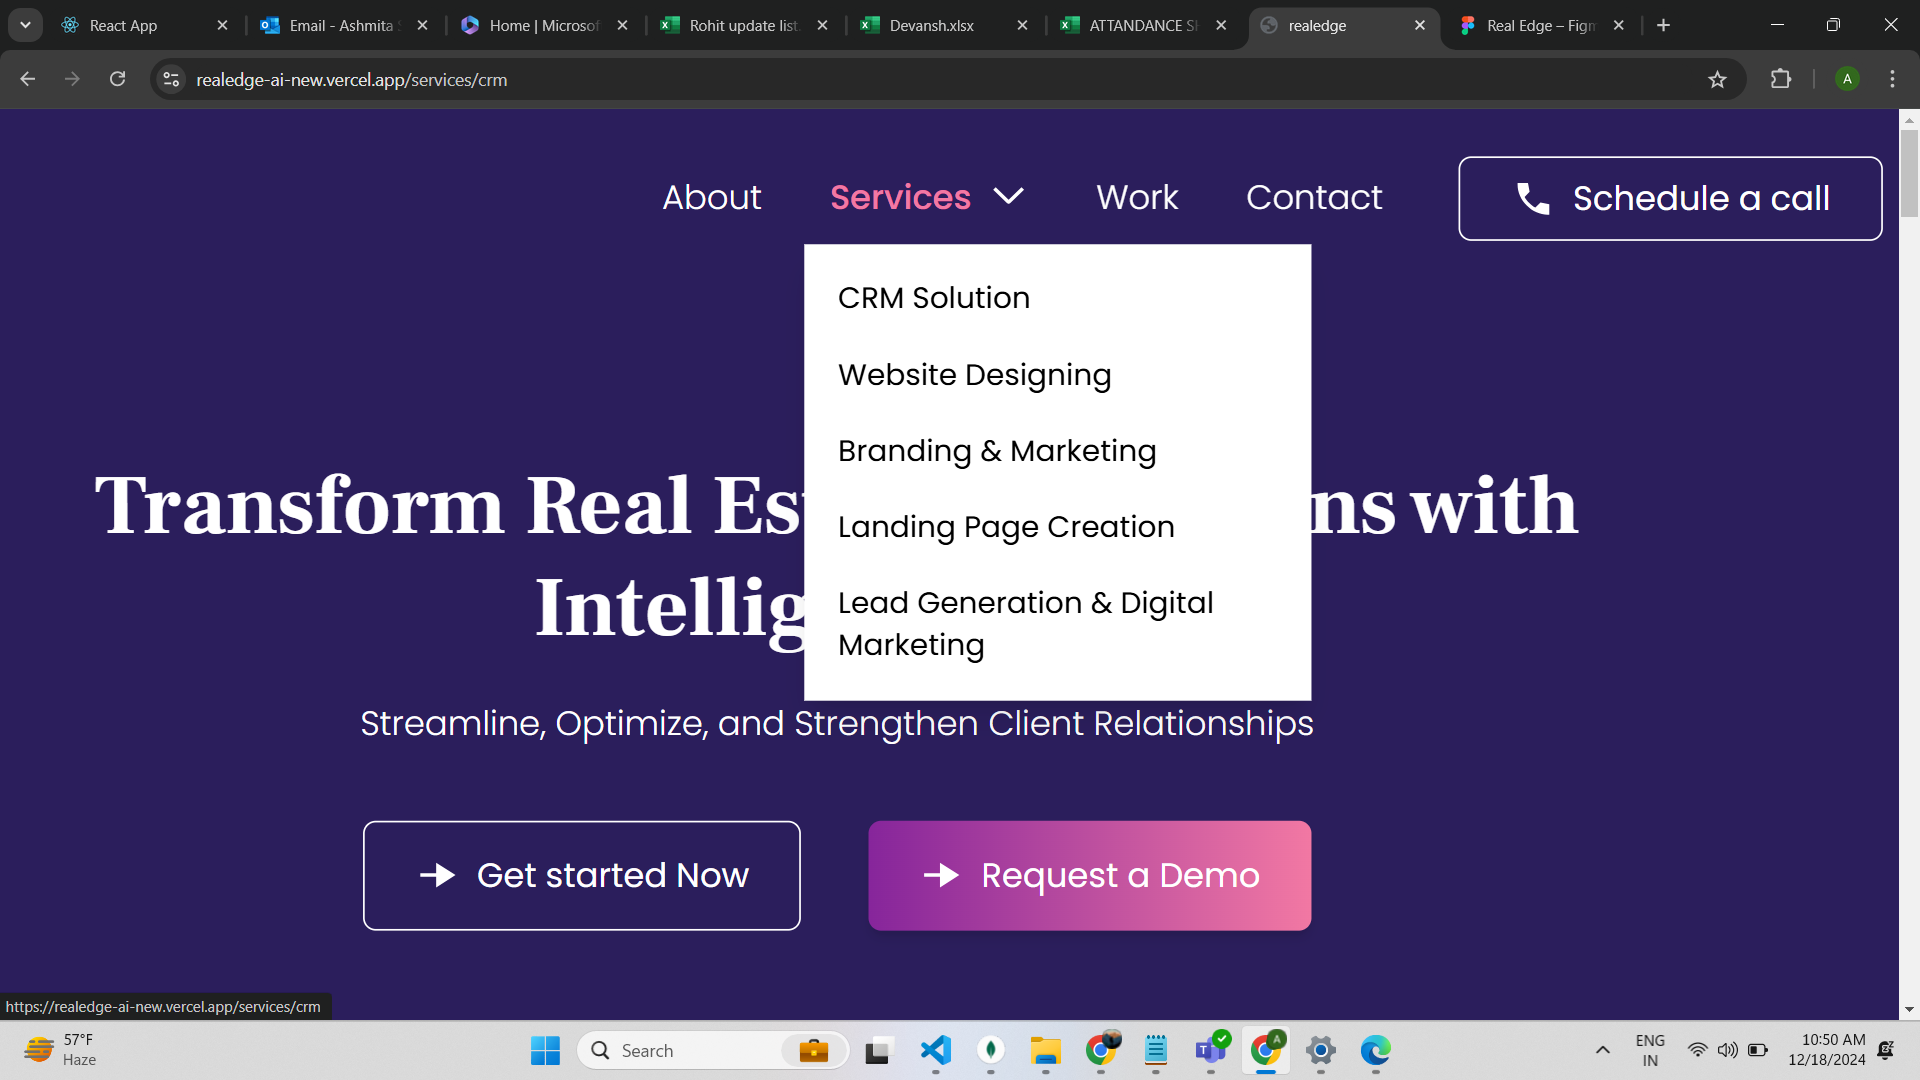 React App
Email - Ashmita
Home | Microsof
Rohit update list.
Devansh.xlsx
ATTANDANCE SH
realedge
Real Edge – Figm
realedge-ai-new.vercel.app/services/crm
A
About
Services
Work
Contact
Schedule a call
CRM Solution
Website Designing
Branding & Marketing
Landing Page Creation
Lead Generation & Digital
Marketing
Transform Real Es ns with
Intellig
Streamline, Optimize, and Strengthen Client Relationships
Get started Now
Request a Demo
https://realedge-ai-new.vercel.app/services/crm
57°F
Haze
Search
ENG
IN
10:50 AM
12/18/2024